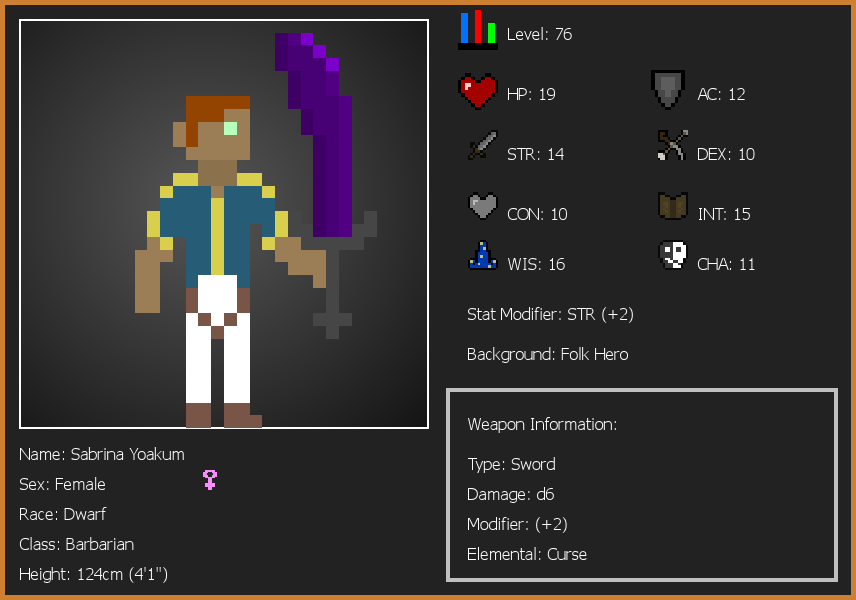 Level: 76
HP: 19
AC: 12
STR: 14
DEX: 10
CON: 10
INT: 15
WIS: 16
CHA: 11
Stat Modifier: STR (+2)
Background: Folk Hero
Weapon Information:
Type: Sword
Damage: d6
Modifier: (+2)
Elemental: Curse
Name: Sabrina Yoakum
Sex: Female
Race: Dwarf
Class: Barbarian
Height: 124cm (4'1")